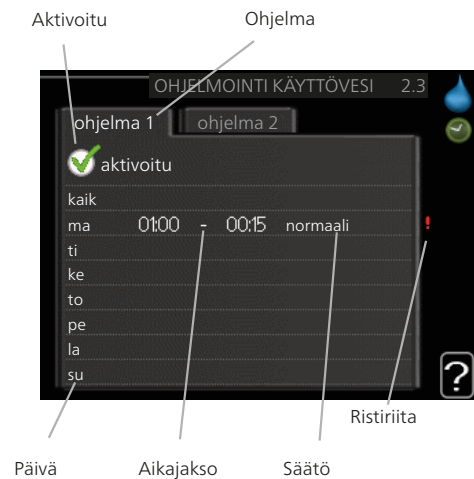 Aktivoitu Ohjelma
OHJELMOINTI KÄYTTÖVESI 2.3
ohjelma 1 ohjelma 2
aktivoitu
kaik
ma 01:00 - 00:15 normaali !
ti
ke
to
pe
la
su
?
Ristiriita
Päivä Aikajakso Säätö